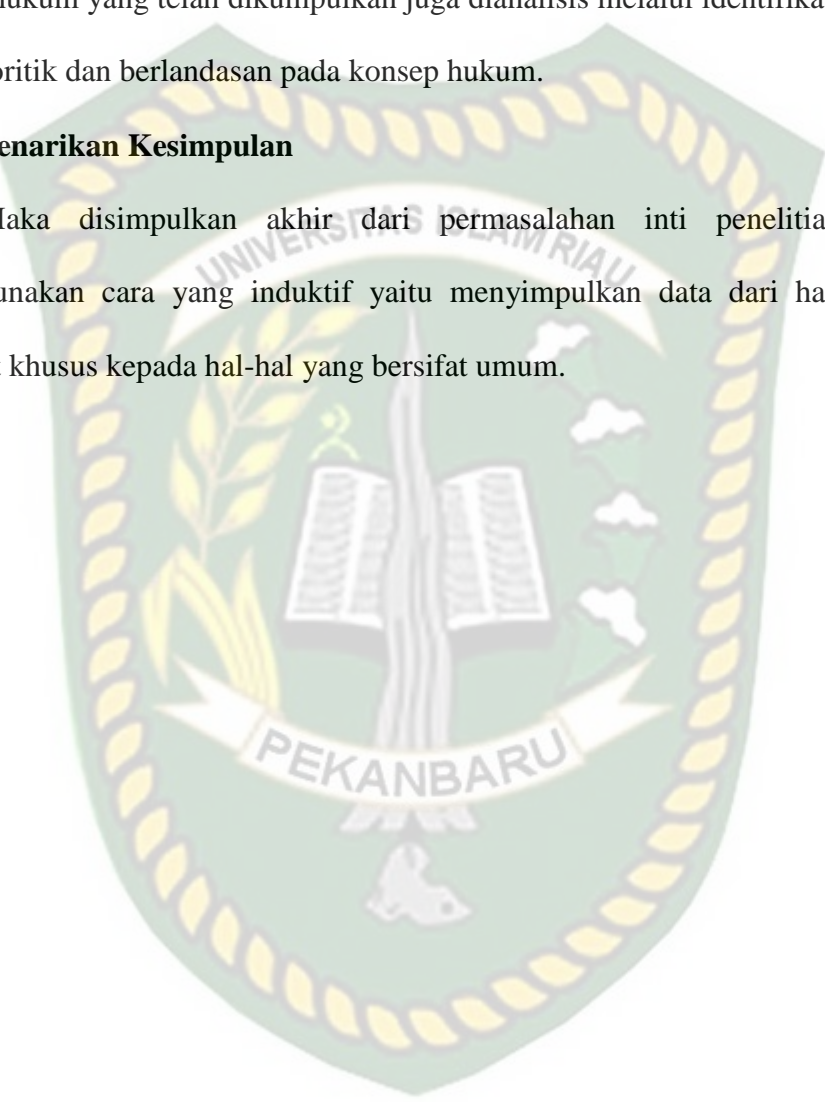 hukum yang telah dikumpulkan juga dianalisis melalui identifika
oritik dan berlandasan pada konsep hukum.
enarikan Kesimpulan
laka disimpulkan akhir dari permasalahan inti penelitia
unakan cara yang induktif yaitu menyimpulkan data dari ha
khusus kepada hal-hal yang bersifat umum.
UNIVERSITAS ISLAM RIAU
PEKANBARU